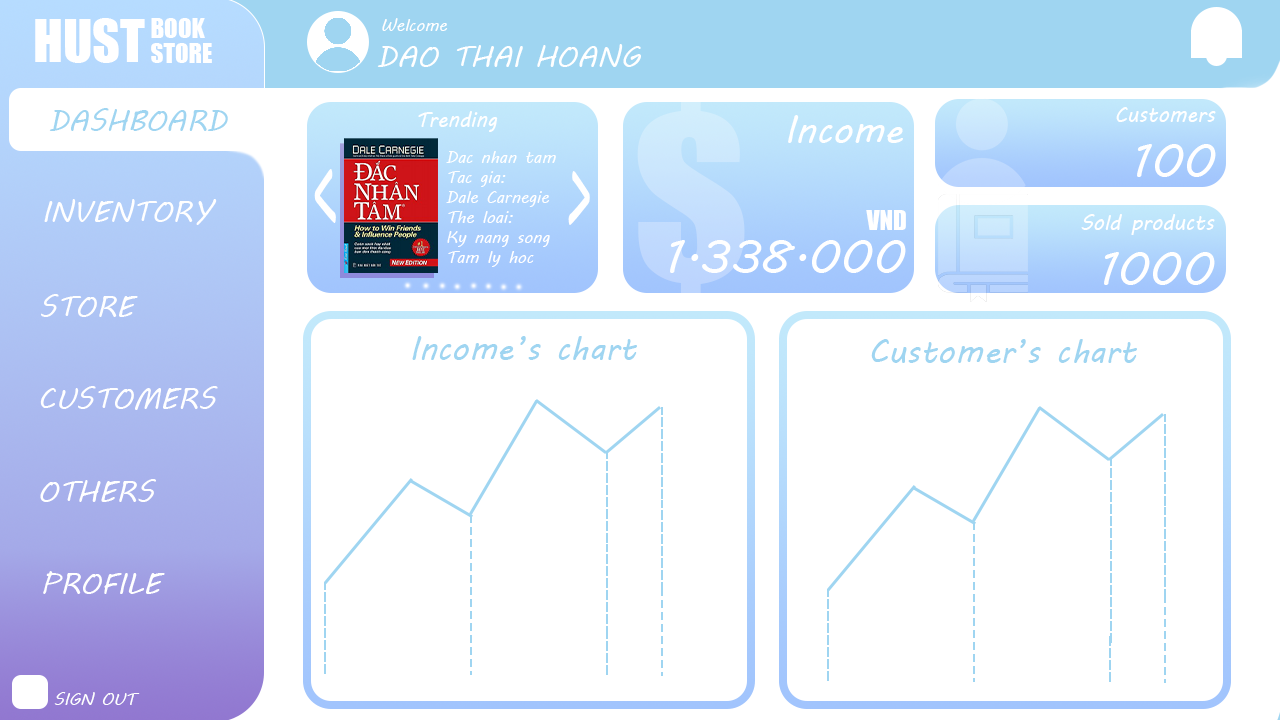 HUST BOOK STORE
Welcome
DAO THAI HOANG
DASHBOARD
INVENTORY
STORE
CUSTOMERS
OTHERS
PROFILE
SIGN OUT
Trending
DALE CARNEGIE
ĐẮC
NHÂN
TÂM
How to Win Friends
& Influence People
NEW EDITION
Dac nhan tam
Tac gia:
Dale Carnegie
The loai:
Ky nang song
Tam ly hoc
$
Income
VND
1.338.000
Customers
100
Sold products
1000
Income's chart
Customer's chart